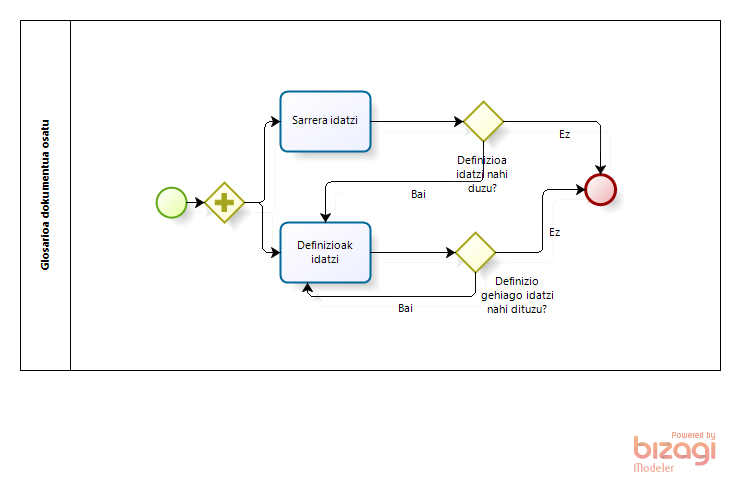 Glosarioa dokumentua osatu
Sarrera idatzi
Ez
Definizioa
idatzi nahi
duzu?
Bai
Definizioak
idatzi
Ez
Definizio
gehiago idatzi
nahi dituzu?
Bai
Powered by
bizagi
Modeler